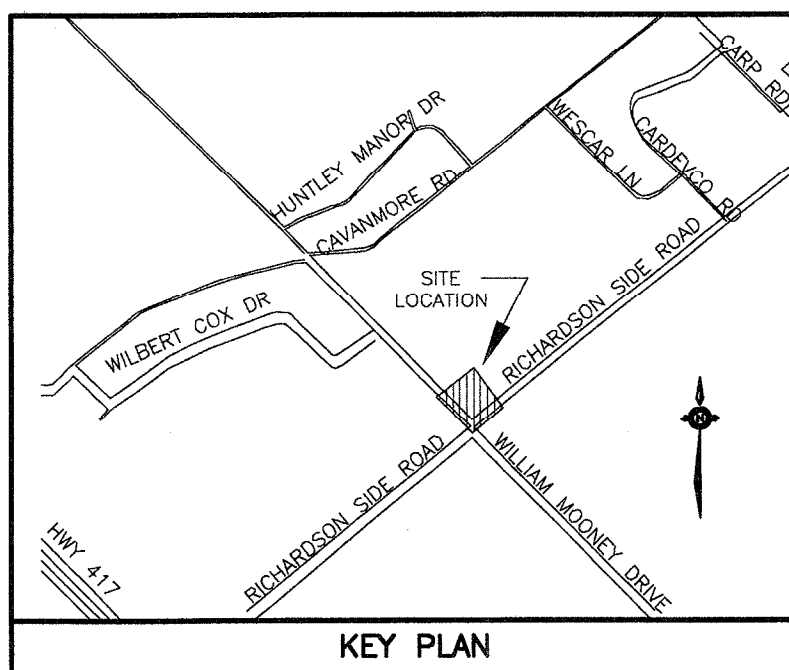 CARP RD
HUNTLEY MANOR DR
WESCAR LN
CARDEVCO RD
CAVANMORE RD
SITE
LOCATION
WILBERT COX DR
RICHARDSON SIDE ROAD
N
RICHARDSON SIDE ROAD
WILLIAM MOONEY DRIVE
HWY 417
KEY PLAN